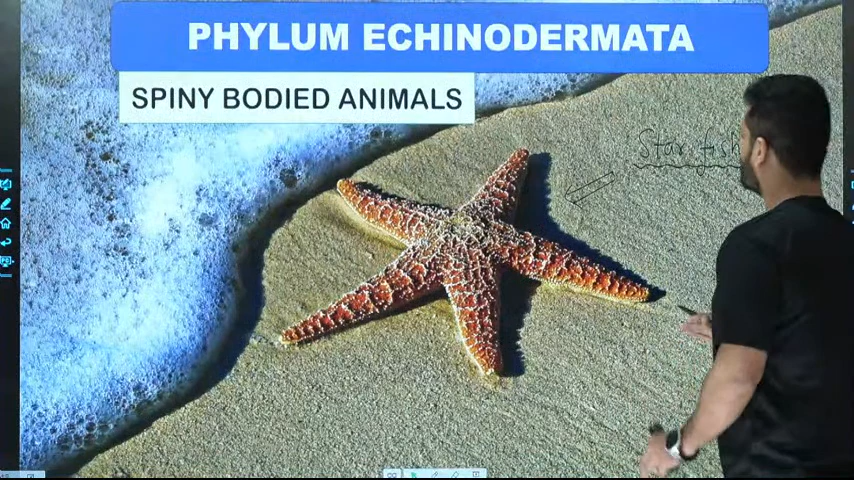 PHYLUM ECHINODERMATA
SPINY BODIED ANIMALS
Star fish